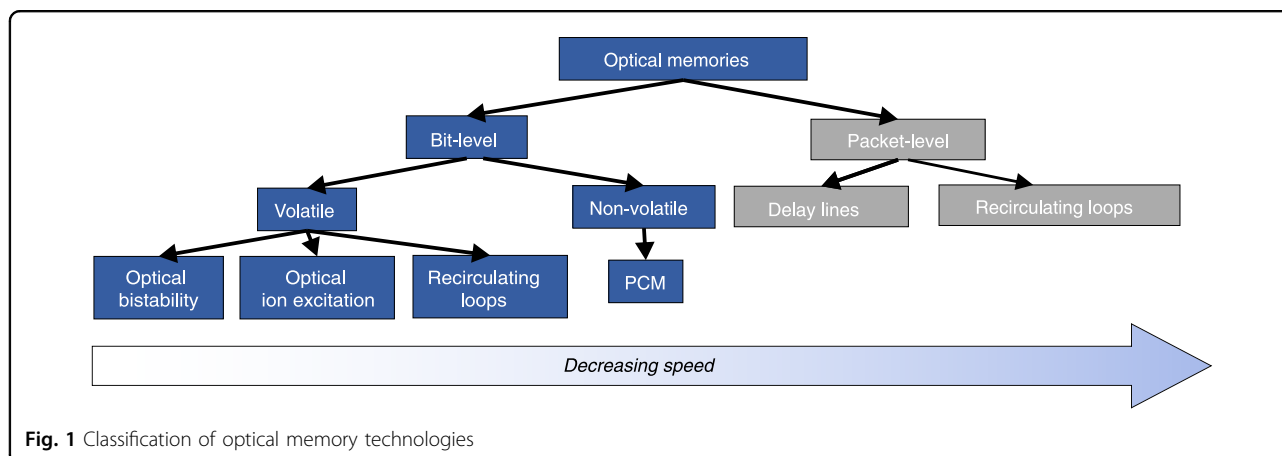 Optical memories
Bit-level
Packet-level
Volatile
Non-volatile
Delay lines
Recirculating loops
Optical
bistability
Optical
ion excitation
Recirculating
loops
PCM
Decreasing speed
Fig. 1 Classification of optical memory technologies